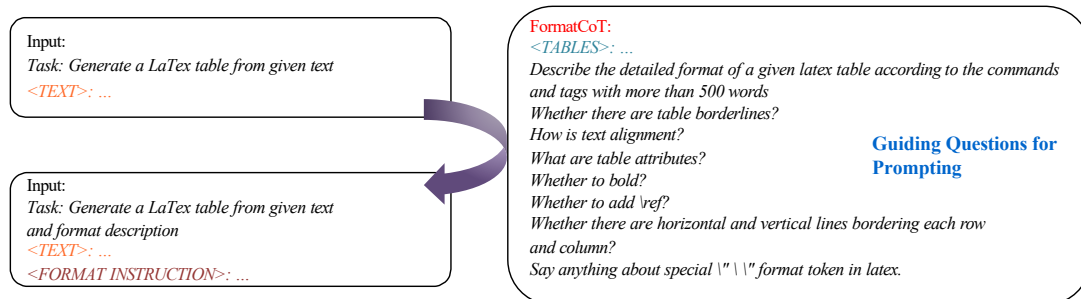 Input:
Task: Generate a LaTex table from given text
<TEXT>: ...
Input:
Task: Generate a LaTex table from given text
and format description
<TEXT>: ...
<FORMAT INSTRUCTION>: ...
FormatCoT:
<TABLES>: ...
Describe the detailed format of a given latex table according to the commands
and tags with more than 500 words
Whether there are table borderlines?
How is text alignment?
What are table attributes?
Whether to bold?
Whether to add \ref?
Whether there are horizontal and vertical lines bordering each row
and column?
Say anything about special \" \ \" format token in latex.
Guiding Questions for
Prompting